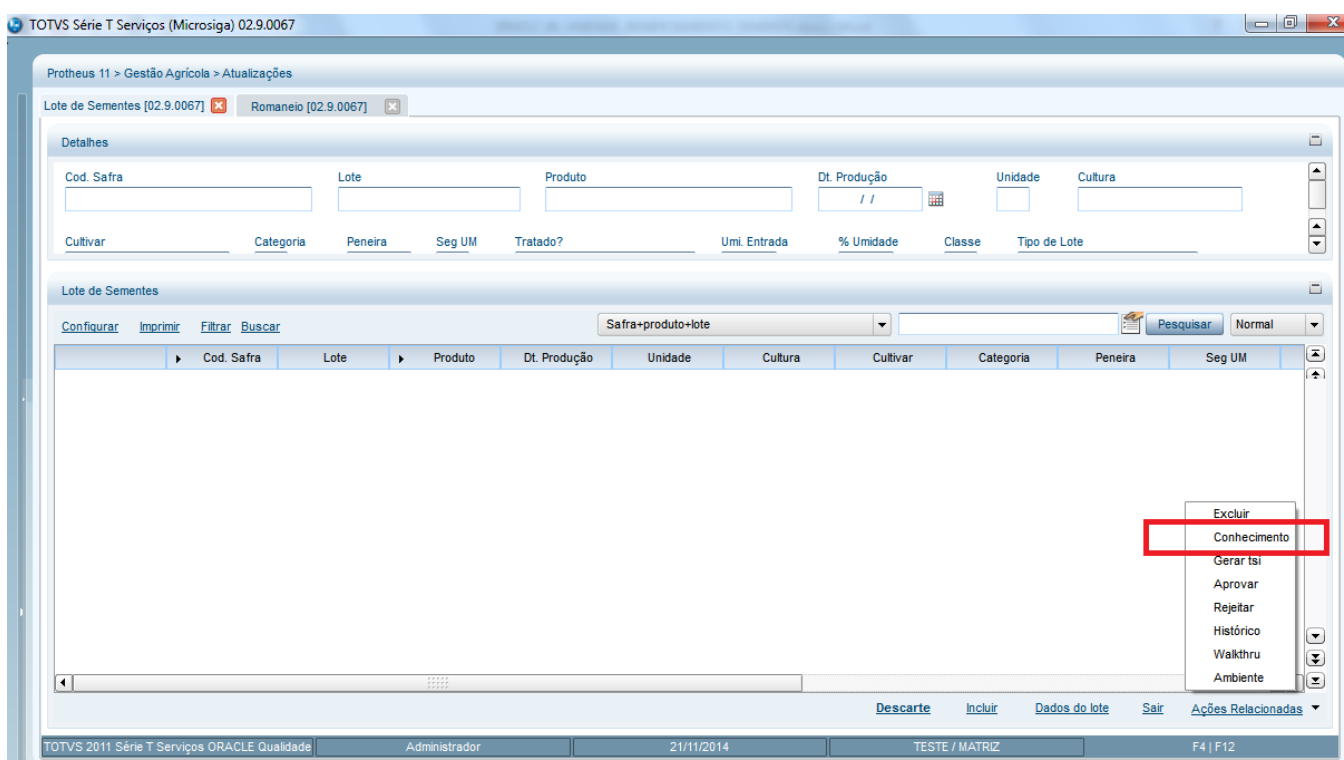 TOTVS Série T Serviços (Microsiga) 02.9.0067
Protheus 11 > Gestão Agrícola > Atualizações
Lote de Sementes [02.9.0067] Romaneio [02.9.0067]
Detalhes
Cod. Safra Lote Produto Dt. Produção Unidade Cultura
/ /
Cultivar Categoria Peneira Seg UM Tratado? Umi. Entrada % Umidade Classe Tipo de Lote
Lote de Sementes
Configurar Imprimir Filtrar Buscar Safra+produto+lote Pesquisar Normal
Cod. Safra Lote Produto Dt. Produção Unidade Cultura Cultivar Categoria Peneira Seg UM
Excluir
Conhecimento
Gerar tsi
Aprovar
Rejeitar
Histórico
Walkthru
Ambiente
Descarte Incluir Dados do lote Sair Ações Relacionadas
TOTVS 2011 Série T Serviços ORACLE Qualidade Administrador 21/11/2014 TESTE / MATRIZ F4 | F12